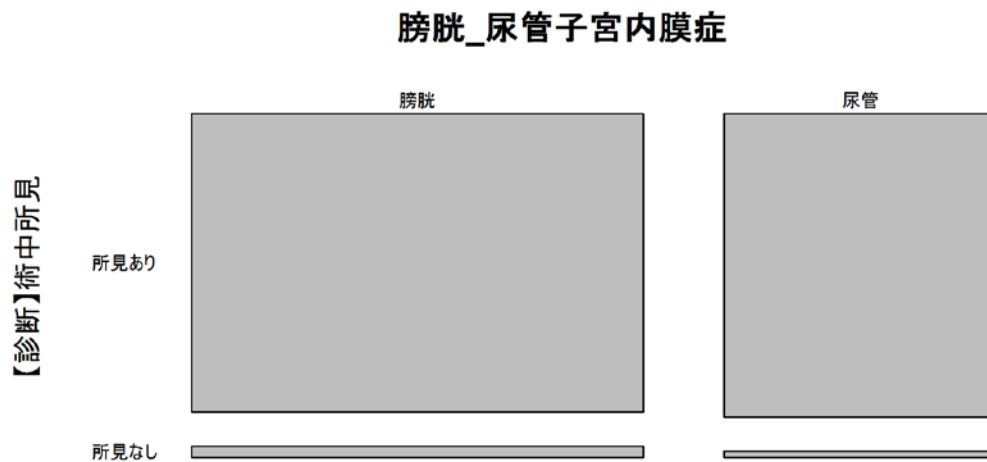 膀胱_尿管子宮内膜症
膀胱
尿管
【診断】術中所見
所見あり
所見なし